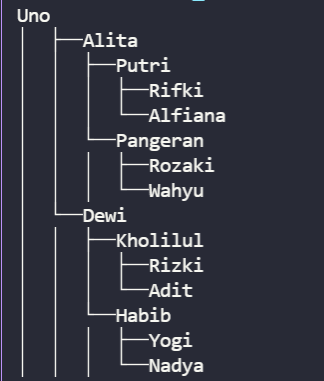 Uno
Alita
Putri
Rifki
Alfiana
Pangeran
Rozaki
Wahyu
Dewi
Kholilul
Rizki
Adit
Habib
Yogi
Nadya